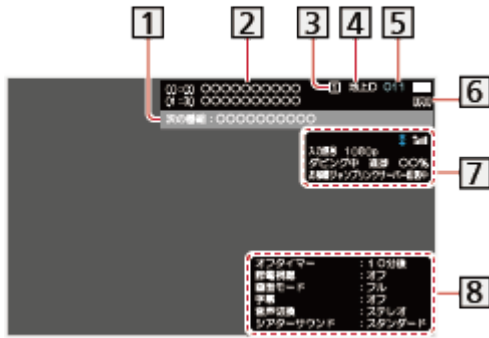 1 2 3 4 5
00:00 ○○○○○○○○○○
地上D 011
01:30 ○○○○○○○○○○
6
次の番組:○○○○○○○○○○
入力信号 1080p
ダビング中 進捗 ○○%
7
オフタイマー :10分後
節電視聴 :オフ
画面モード :フル
字幕 :オフ
音声切換 :ステレオ
シアターサウンド :スタンダード
8